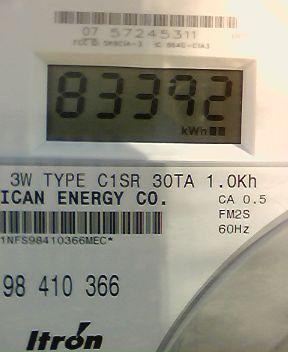 07 57245311
83392
kWh
3W TYPE C1SR 30TA 1.0Kh
ICAN ENERGY CO.
CA 0.5
FM2S
60Hz
1NFS98410366MEC*
98 410 366
Itron